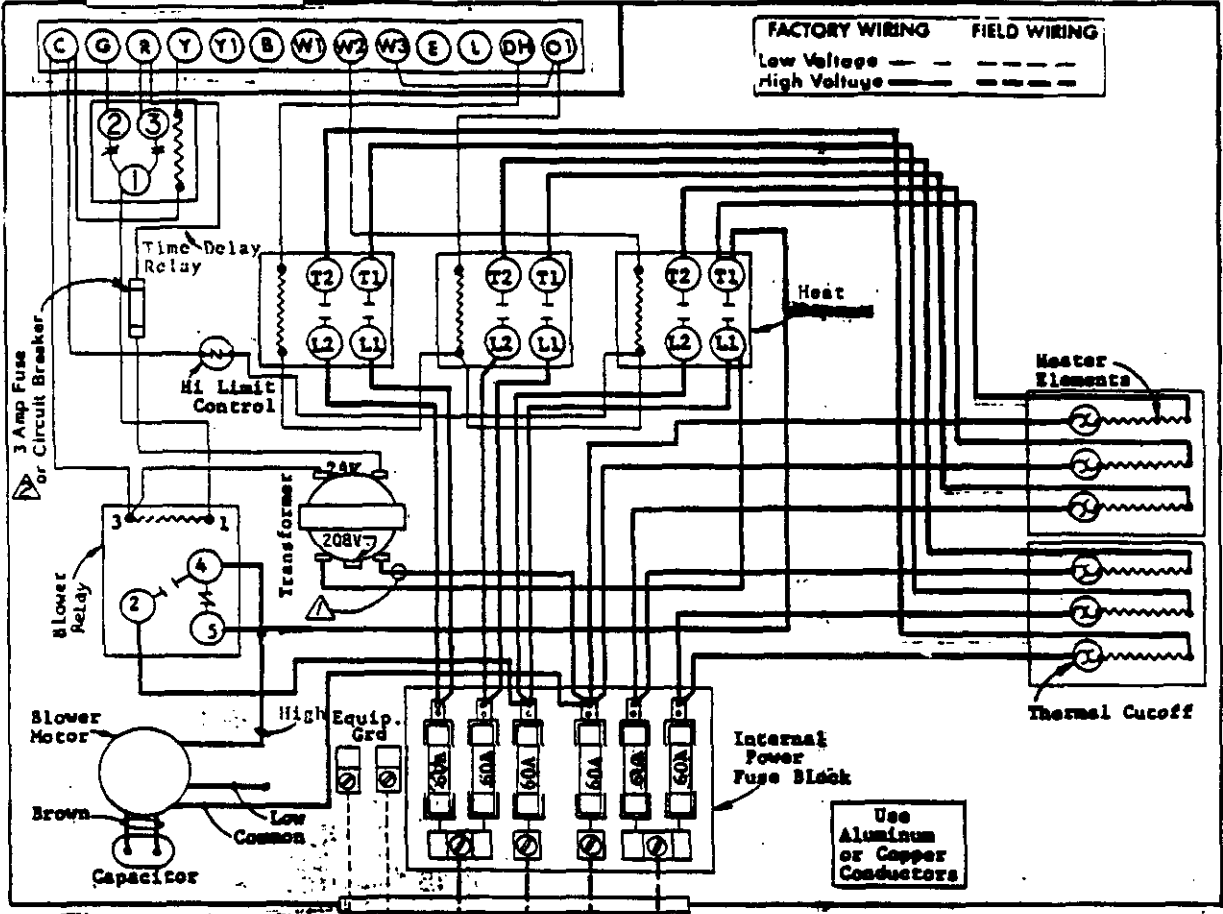 C G R Y Y1 B W1 W2 W3 E L DH O1
FACTORY WIRING FIELD WIRING
Low Voltage
High Voltage
2 3
1
Time Delay
Relay
T2 T1 T2 T1 T2 T1
L2 L1 L2 L1 L2 L1
Heat
3 Amp Fuse
or Circuit Breaker
Hi Limit
Control
Heater
Elements
24V
Transformer
208V
3 1
4
2
5
Blower
Relay
1
Thermal Cutoff
Blower
Motor
High
Equip.
Grd
60A 60A 60A 60A 60A 60A
Internal
Power
Fuse Block
Brown
Low
Common
Capacitor
Use
Aluminum
or Copper
Conductors